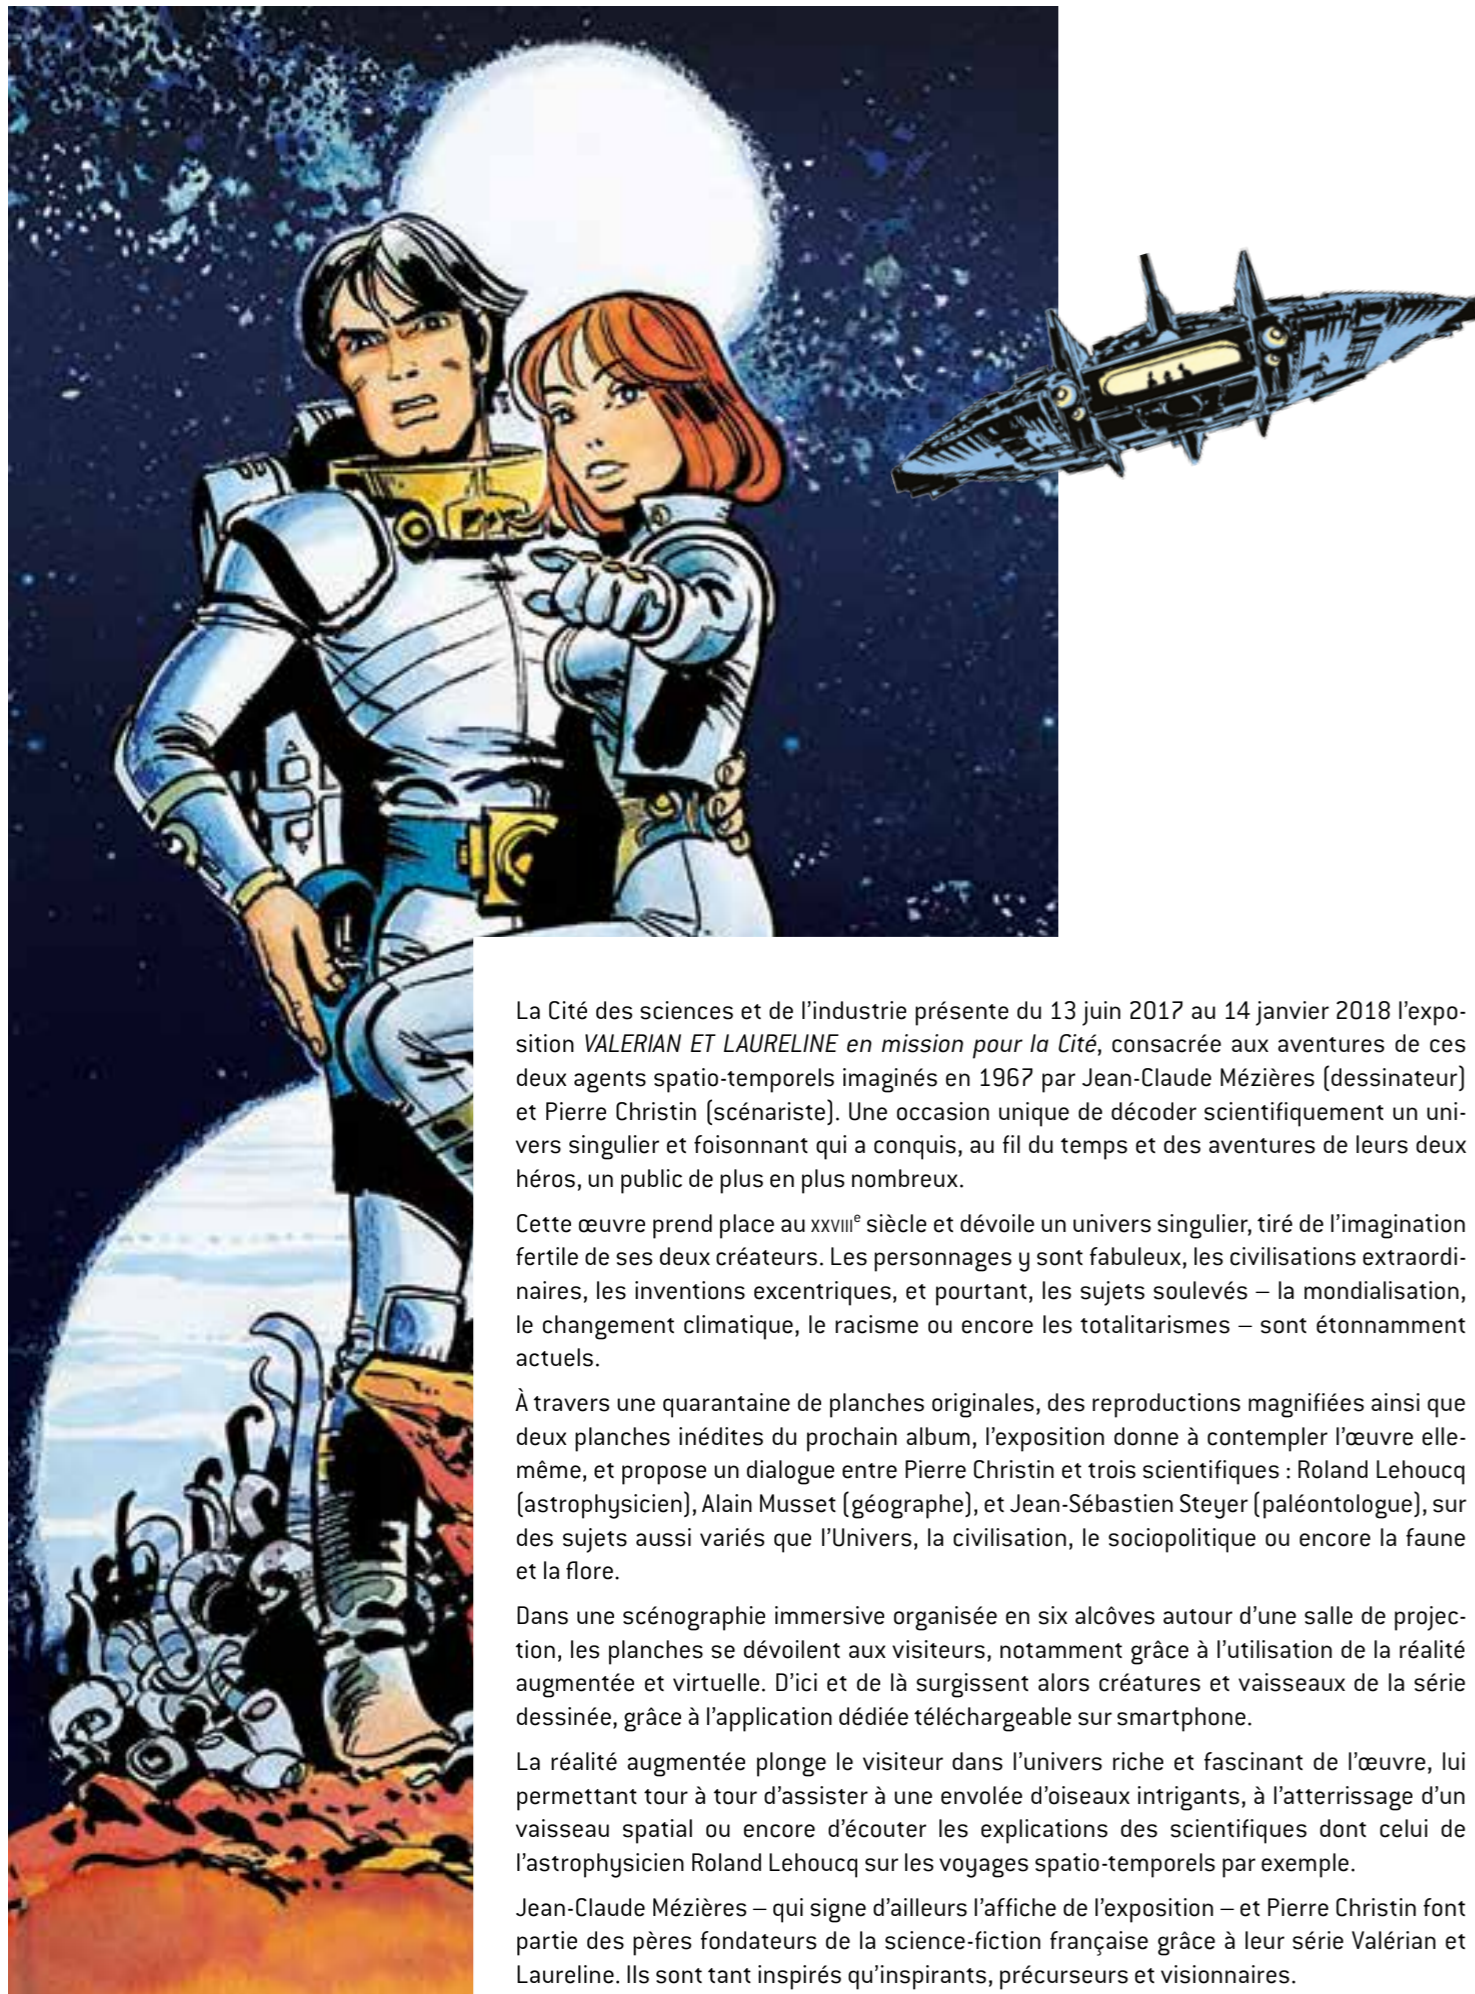 La Cité des sciences et de l'industrie présente du 13 juin 2017 au 14 janvier 2018 l'expo-
sition VALERIAN ET LAURELINE en mission pour la Cité, consacrée aux aventures de ces
deux agents spatio-temporels imaginés en 1967 par Jean-Claude Mézières (dessinateur)
et Pierre Christin (scénariste). Une occasion unique de décoder scientifiquement un uni-
vers singulier et foisonnant qui a conquis, au fil du temps et des aventures de leurs deux
héros, un public de plus en plus nombreux.
Cette œuvre prend place au XXVIIIe siècle et dévoile un univers singulier, tiré de l'imagination
fertile de ses deux créateurs. Les personnages y sont fabuleux, les civilisations extraordi-
naires, les inventions excentriques, et pourtant, les sujets soulevés – la mondialisation,
le changement climatique, le racisme ou encore les totalitarismes – sont étonnamment
actuels.
À travers une quarantaine de planches originales, des reproductions magnifiées ainsi que
deux planches inédites du prochain album, l'exposition donne à contempler l'œuvre elle-
même, et propose un dialogue entre Pierre Christin et trois scientifiques : Roland Lehoucq
(astrophysicien), Alain Musset (géographe), et Jean-Sébastien Steyer (paléontologue), sur
des sujets aussi variés que l'Univers, la civilisation, le sociopolitique ou encore la faune
et la flore.
Dans une scénographie immersive organisée en six alcôves autour d'une salle de projec-
tion, les planches se dévoilent aux visiteurs, notamment grâce à l'utilisation de la réalité
augmentée et virtuelle. D'ici et de là surgissent alors créatures et vaisseaux de la série
dessinée, grâce à l'application dédiée téléchargeable sur smartphone.
La réalité augmentée plonge le visiteur dans l'univers riche et fascinant de l'œuvre, lui
permettant tour à tour d'assister à une envolée d'oiseaux intrigants, à l'atterrissage d'un
vaisseau spatial ou encore d'écouter les explications des scientifiques dont celui de
l'astrophysicien Roland Lehoucq sur les voyages spatio-temporels par exemple.
Jean-Claude Mézières – qui signe d'ailleurs l'affiche de l'exposition – et Pierre Christin font
partie des pères fondateurs de la science-fiction française grâce à leur série Valérian et
Laureline. Ils sont tant inspirés qu'inspirants, précurseurs et visionnaires.